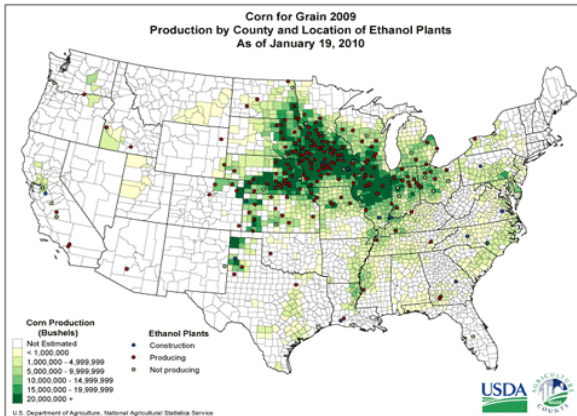 Corn for Grain 2009
Production by County and Location of Ethanol Plants
As of January 19, 2010
Corn Production
(Bushels)
Not Estimated
< 1,000,000
1,000,000 - 4,999,999
5,000,000 - 9,999,999
10,000,000 - 14,999,999
15,000,000 - 19,999,999
20,000,000 +
Ethanol Plants
Construction
Producing
Not producing
USDA
AGRICULTURE
COUNTS
U.S. Department of Agriculture, National Agricultural Statistics Service